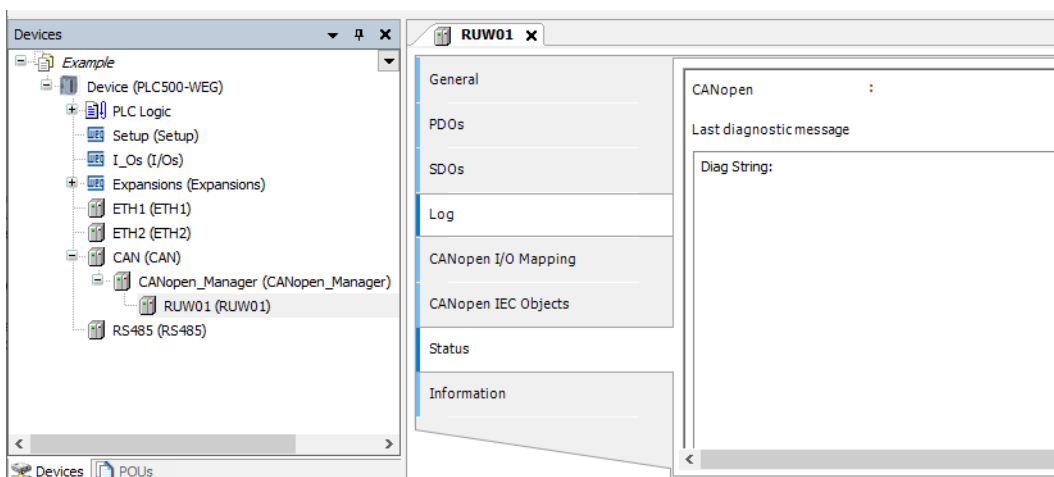 Devices
Example
Device (PLC500-WEG)
PLC Logic
Setup (Setup)
I_Os (I/Os)
Expansions (Expansions)
ETH1 (ETH1)
ETH2 (ETH2)
CAN (CAN)
CANopen_Manager (CANopen_Manager)
RUW01 (RUW01)
RS485 (RS485)
Devices
POUs
RUW01
General
PDOs
SDOs
Log
CANopen I/O Mapping
CANopen IEC Objects
Status
Information
CANopen :
Last diagnostic message
Diag String: